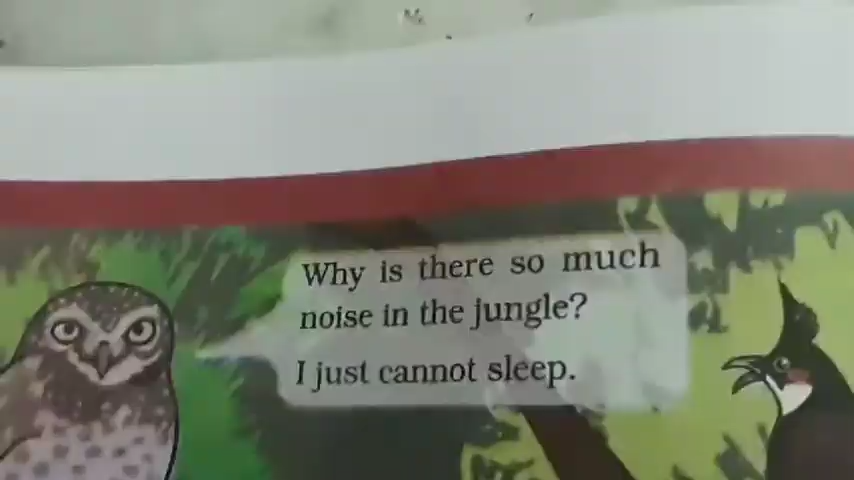 Why is there so much
noise in the jungle?
I just cannot sleep.